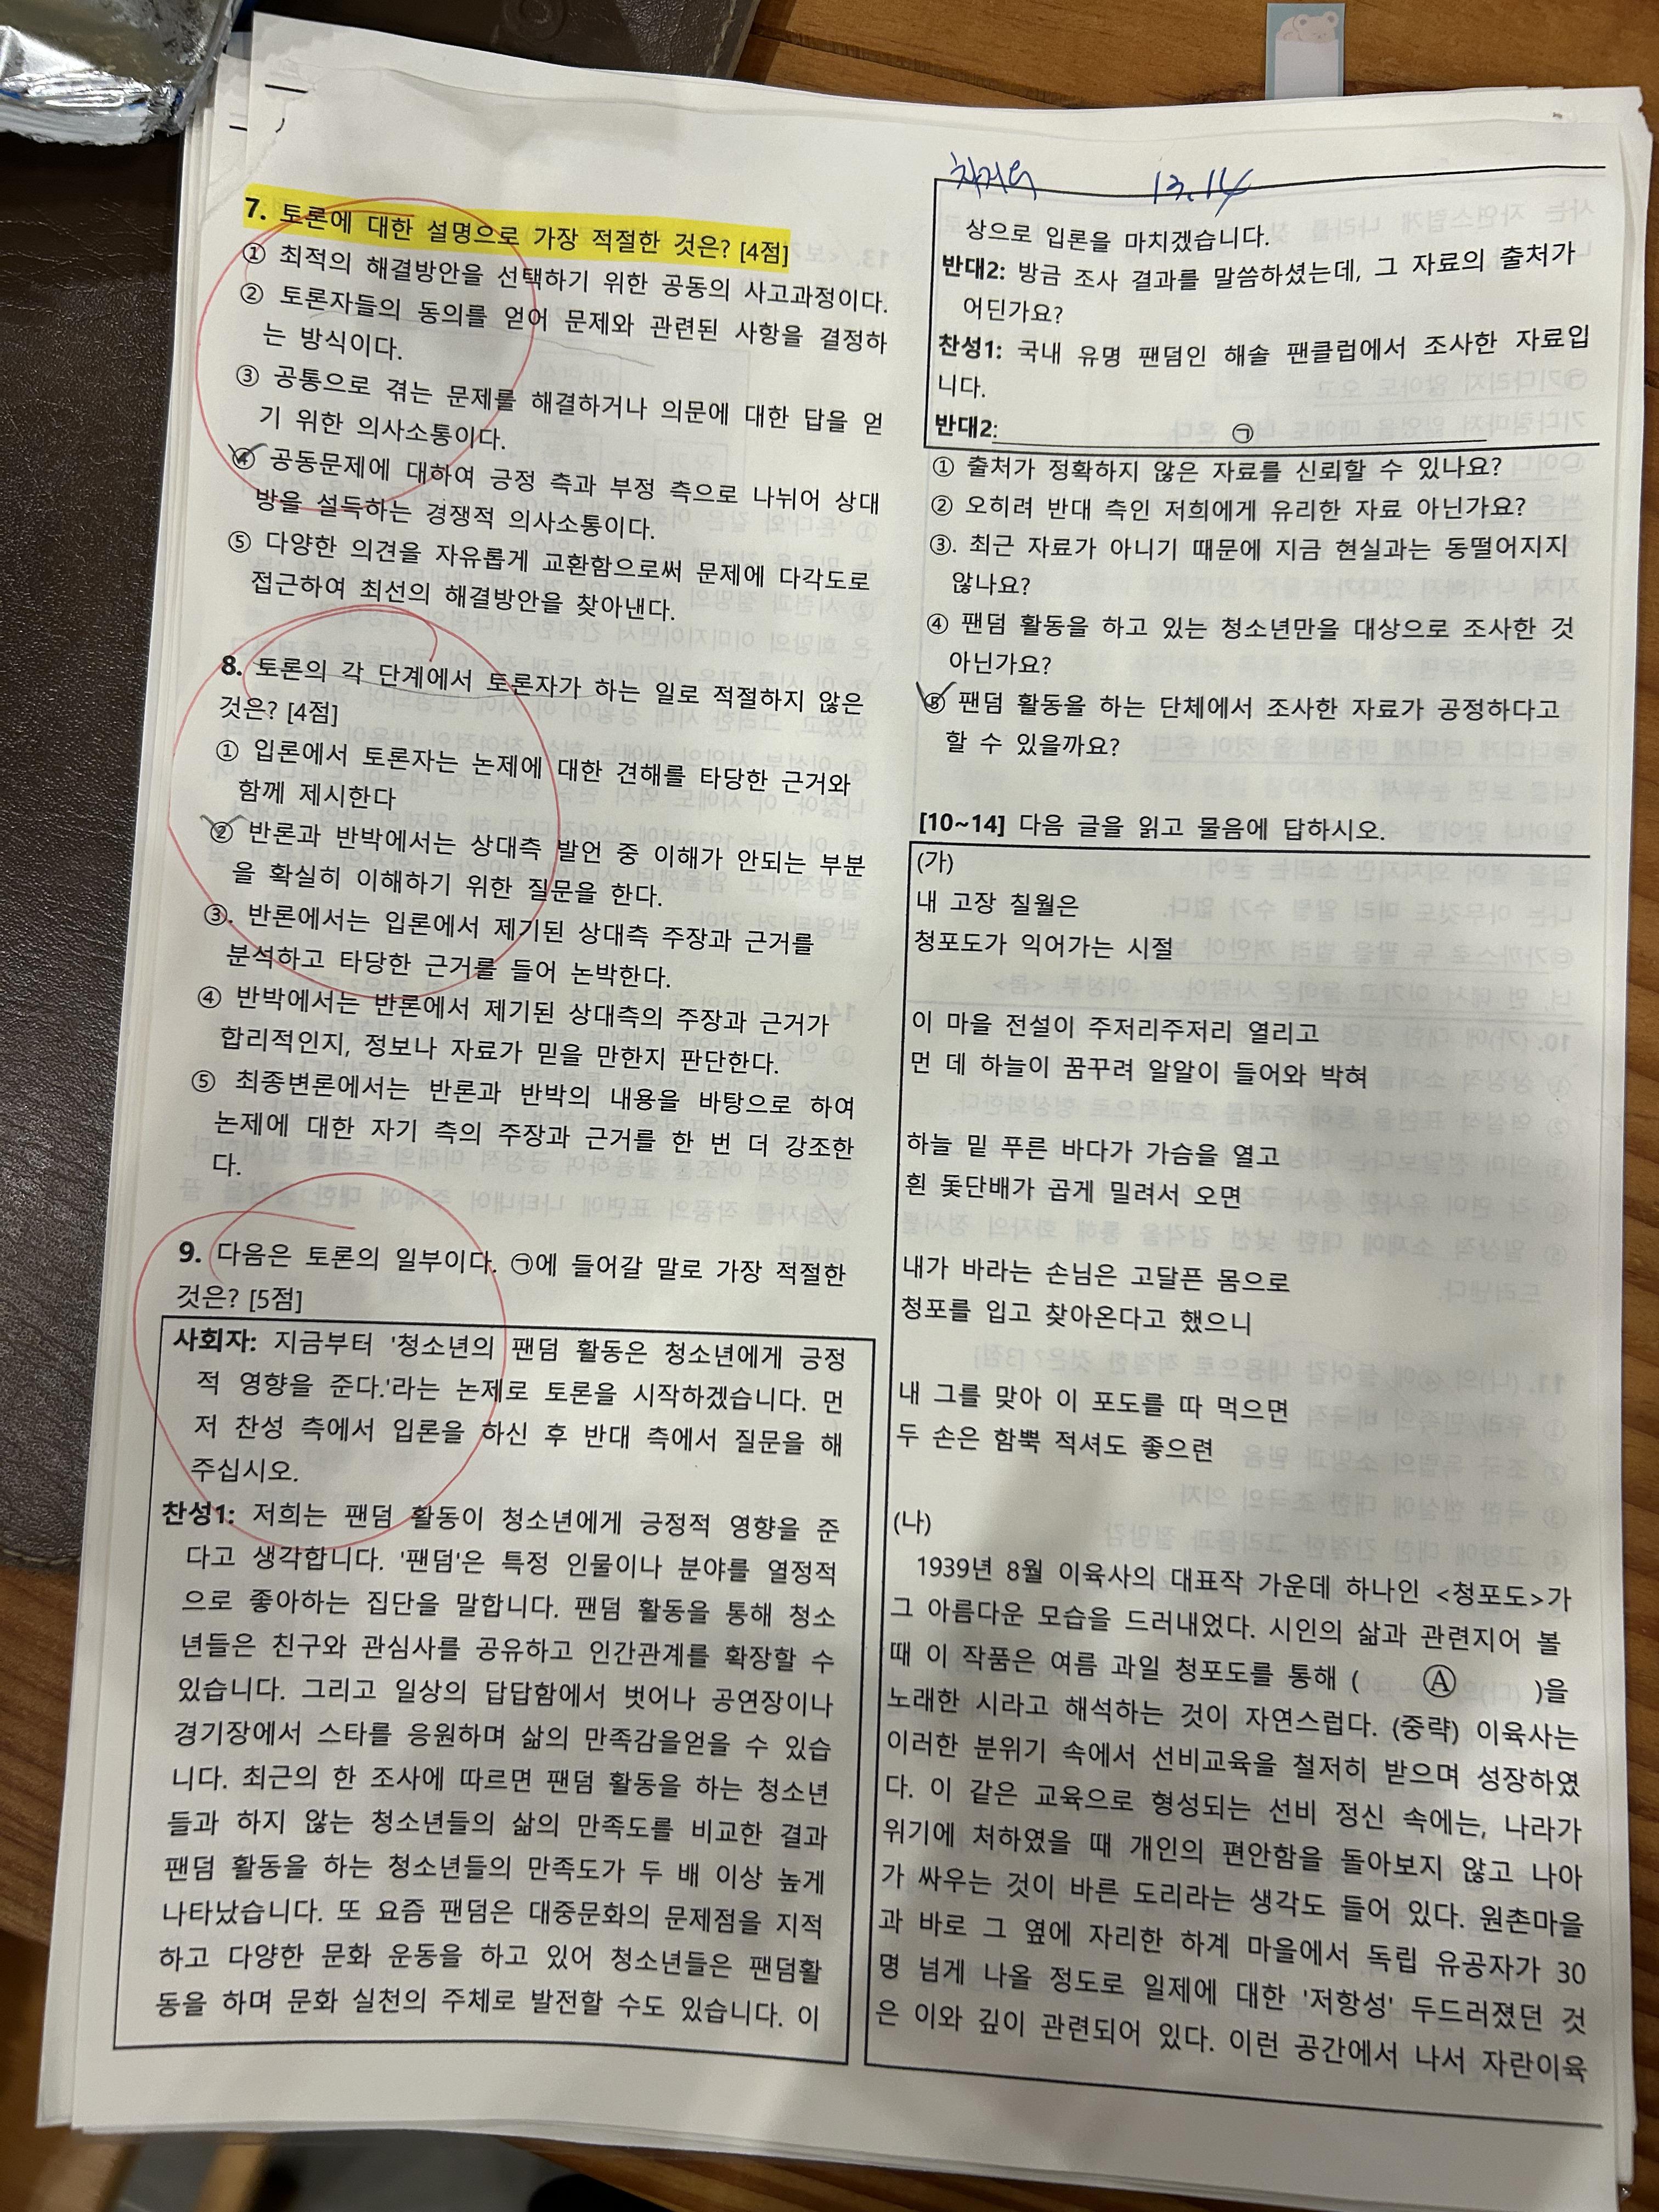 7. 토론에 대한 설명으로 가장 적절한 것은? [4점]
① 최적의 해결방안을 선택하기 위한 공동의 사고과정이다.
② 토론자들의 동의를 얻어 문제와 관련된 사항을 결정하
는 방식이다.
③ 공통으로 겪는 문제를 해결하거나 의문에 대한 답을 얻
기 위한 의사소통이다.
④ 공동문제에 대하여 긍정 측과 부정 측으로 나뉘어 상대
방을 설득하는 경쟁적 의사소통이다.
⑤ 다양한 의견을 자유롭게 교환함으로써 문제에 다각도로
접근하여 최선의 해결방안을 찾아낸다.
8. 토론의 각 단계에서 토론자가 하는 일로 적절하지 않은
것은? [4점]
① 입론에서 토론자는 논제에 대한 견해를 타당한 근거와
함께 제시한다
② 반론과 반박에서는 상대측 발언 중 이해가 안되는 부분
을 확실히 이해하기 위한 질문을 한다.
③. 반론에서는 입론에서 제기된 상대측 주장과 근거를
분석하고 타당한 근거를 들어 논박한다.
④ 반박에서는 반론에서 제기된 상대측의 주장과 근거가
합리적인지, 정보나 자료가 믿을 만한지 판단한다.
⑤ 최종변론에서는 반론과 반박의 내용을 바탕으로 하여
논제에 대한 자기 측의 주장과 근거를 한 번 더 강조한
다.
9. 다음은 토론의 일부이다. ㉠에 들어갈 말로 가장 적절한
것은? [5점]
사회자: 지금부터 '청소년의 팬덤 활동은 청소년에게 긍정
적 영향을 준다.'라는 논제로 토론을 시작하겠습니다. 먼
저 찬성 측에서 입론을 하신 후 반대 측에서 질문을 해
주십시오.
찬성1: 저희는 팬덤 활동이 청소년에게 긍정적 영향을 준
다고 생각합니다. '팬덤'은 특정 인물이나 분야를 열정적
으로 좋아하는 집단을 말합니다. 팬덤 활동을 통해 청소
년들은 친구와 관심사를 공유하고 인간관계를 확장할 수
있습니다. 그리고 일상의 답답함에서 벗어나 공연장이나
경기장에서 스타를 응원하며 삶의 만족감을얻을 수 있습
니다. 최근의 한 조사에 따르면 팬덤 활동을 하는 청소년
들과 하지 않는 청소년들의 삶의 만족도를 비교한 결과
팬덤 활동을 하는 청소년들의 만족도가 두 배 이상 높게
나타났습니다. 또 요즘 팬덤은 대중문화의 문제점을 지적
하고 다양한 문화 운동을 하고 있어 청소년들은 팬덤활
동을 하며 문화 실천의 주체로 발전할 수도 있습니다. 이
13.14
상으로 입론을 마치겠습니다.
반대2: 방금 조사 결과를 말씀하셨는데, 그 자료의 출처가
어딘가요?
찬성1: 국내 유명 팬덤인 해솔 팬클럽에서 조사한 자료입
니다.
반대2: ㉠
① 출처가 정확하지 않은 자료를 신뢰할 수 있나요?
② 오히려 반대 측인 저희에게 유리한 자료 아닌가요?
③. 최근 자료가 아니기 때문에 지금 현실과는 동떨어지지
않나요?
④ 팬덤 활동을 하고 있는 청소년만을 대상으로 조사한 것
아닌가요?
⑤ 팬덤 활동을 하는 단체에서 조사한 자료가 공정하다고
할 수 있을까요?
[10~14] 다음 글을 읽고 물음에 답하시오.
(가)
내 고장 칠월은
청포도가 익어가는 시절
이 마을 전설이 주저리주저리 열리고
먼 데 하늘이 꿈꾸려 알알이 들어와 박혀
하늘 밑 푸른 바다가 가슴을 열고
흰 돛단배가 곱게 밀려서 오면
내가 바라는 손님은 고달픈 몸으로
청포를 입고 찾아온다고 했으니
내 그를 맞아 이 포도를 따 먹으면
두 손은 함뿍 적셔도 좋으련
(나)
1939년 8월 이육사의 대표작 가운데 하나인 <청포도>가
그 아름다운 모습을 드러내었다. 시인의 삶과 관련지어 볼
때 이 작품은 여름 과일 청포도를 통해 ( Ⓐ )을
노래한 시라고 해석하는 것이 자연스럽다. (중략) 이육사는
이러한 분위기 속에서 선비교육을 철저히 받으며 성장하였
다. 이 같은 교육으로 형성되는 선비 정신 속에는, 나라가
위기에 처하였을 때 개인의 편안함을 돌아보지 않고 나아
가 싸우는 것이 바른 도리라는 생각도 들어 있다. 원촌마을
과 바로 그 옆에 자리한 하계 마을에서 독립 유공자가 30
명 넘게 나올 정도로 일제에 대한 '저항성' 두드러졌던 것
은 이와 깊이 관련되어 있다. 이런 공간에서 나서 자란이육